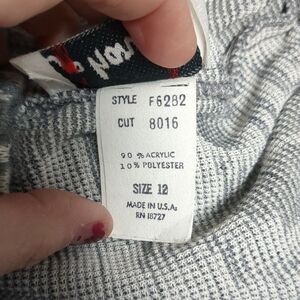 STYLE F6282
CUT 8016
90 % ACRYLIC
10 % POLYESTER
SIZE 12
MADE IN U.S.A.
RN 18727